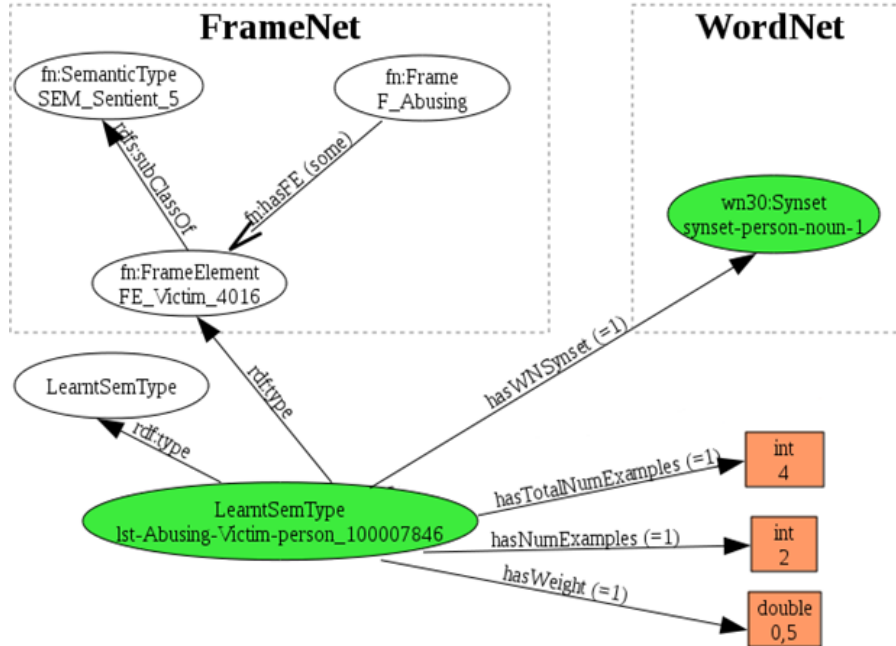 FrameNet
WordNet
fn:SemanticType
SEM_Sentient_5
fn:Frame
F_Abusing
rdfs:subClassOf
fn:hasFE (some)
wn30:Synset
synset-person-noun-1
fn:FrameElement
FE_Victim_4016
hasWNSynset (=1)
rdf:type
LearntSemType
rdf:type
int
4
hasTotalNumExamples (=1)
LearntSemType
lst-Abusing-Victim-person_100007846
hasNumExamples (=1)
int
2
hasWeight (=1)
double
0,5